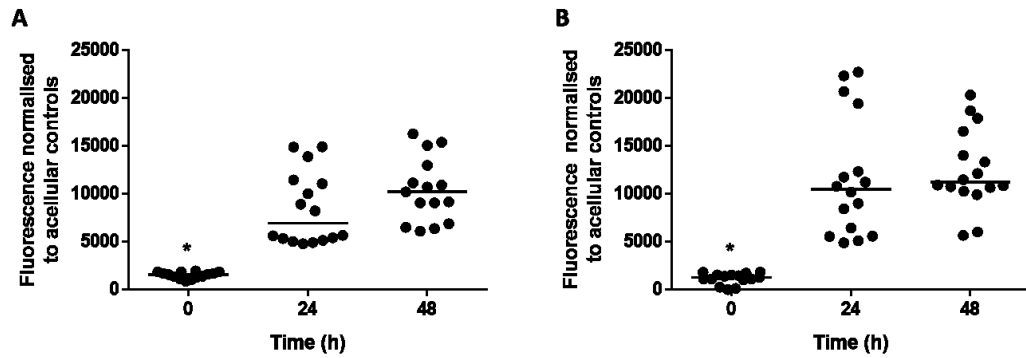 A
Fluorescence normalised
to acellular controls
25000
20000
15000
10000
5000
0
*
0 24 48
Time (h)
B
Fluorescence normalised
to acellular controls
25000
20000
15000
10000
5000
0
*
0 24 48
Time (h)